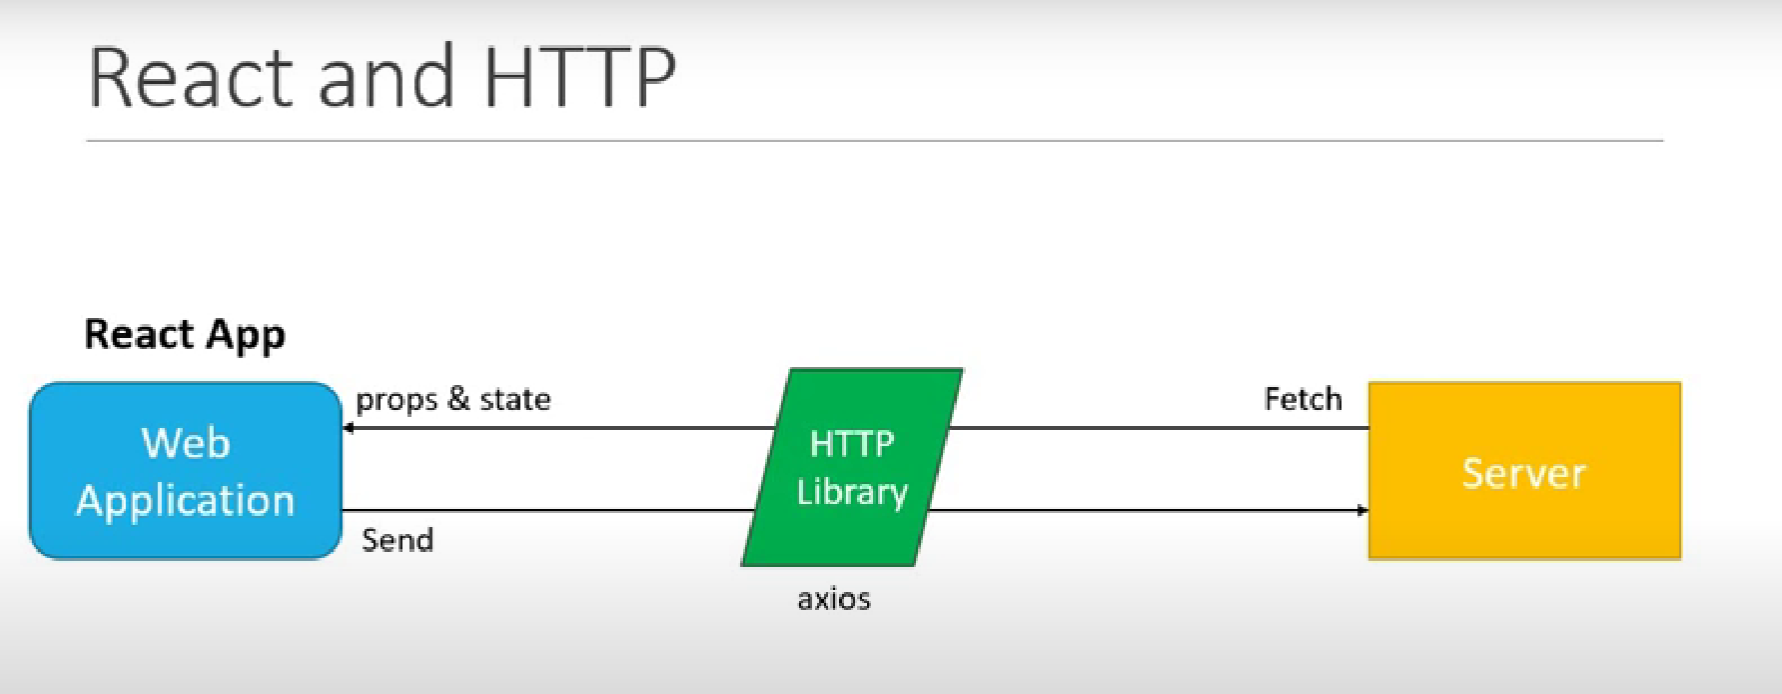 React and HTTP
React App
props & state
Fetch
Web
Application
HTTP
Library
Server
Send
axios